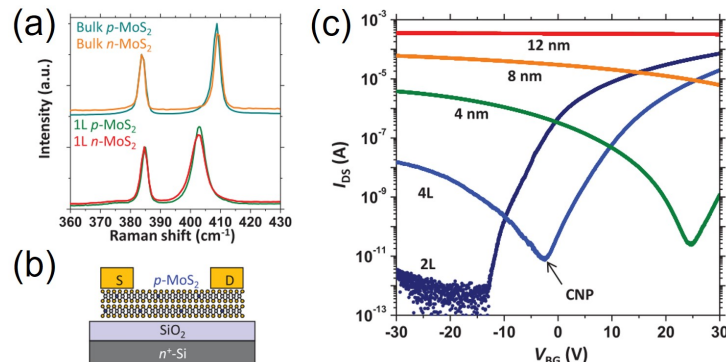 (a)
Bulk p-MoS₂
Bulk n-MoS₂
1L p-MoS₂
1L n-MoS₂
Intensity (a.u.)
360 370 380 390 400 410 420 430
Raman shift (cm⁻¹)
(b)
S p-MoS₂ D
SiO₂
n⁺-Si
(c)
10⁻³
10⁻⁵
10⁻⁷
10⁻⁹
10⁻¹¹
10⁻¹³
I_DS (A)
12 nm
8 nm
4 nm
4L
2L
CNP
-30 -20 -10 0 10 20 30
V_BG (V)